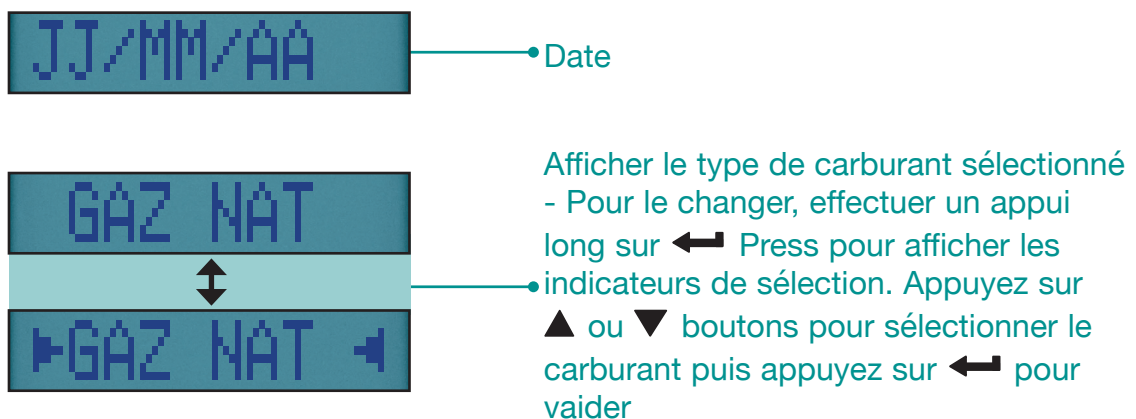 JJ/MM/AA
Date
GAZ NAT
GAZ NAT
Afficher le type de carburant sélectionné
- Pour le changer, effectuer un appui
long sur Press pour afficher les
indicateurs de sélection. Appuyez sur
▲ ou ▼ boutons pour sélectionner le
carburant puis appuyez sur pour
vaider